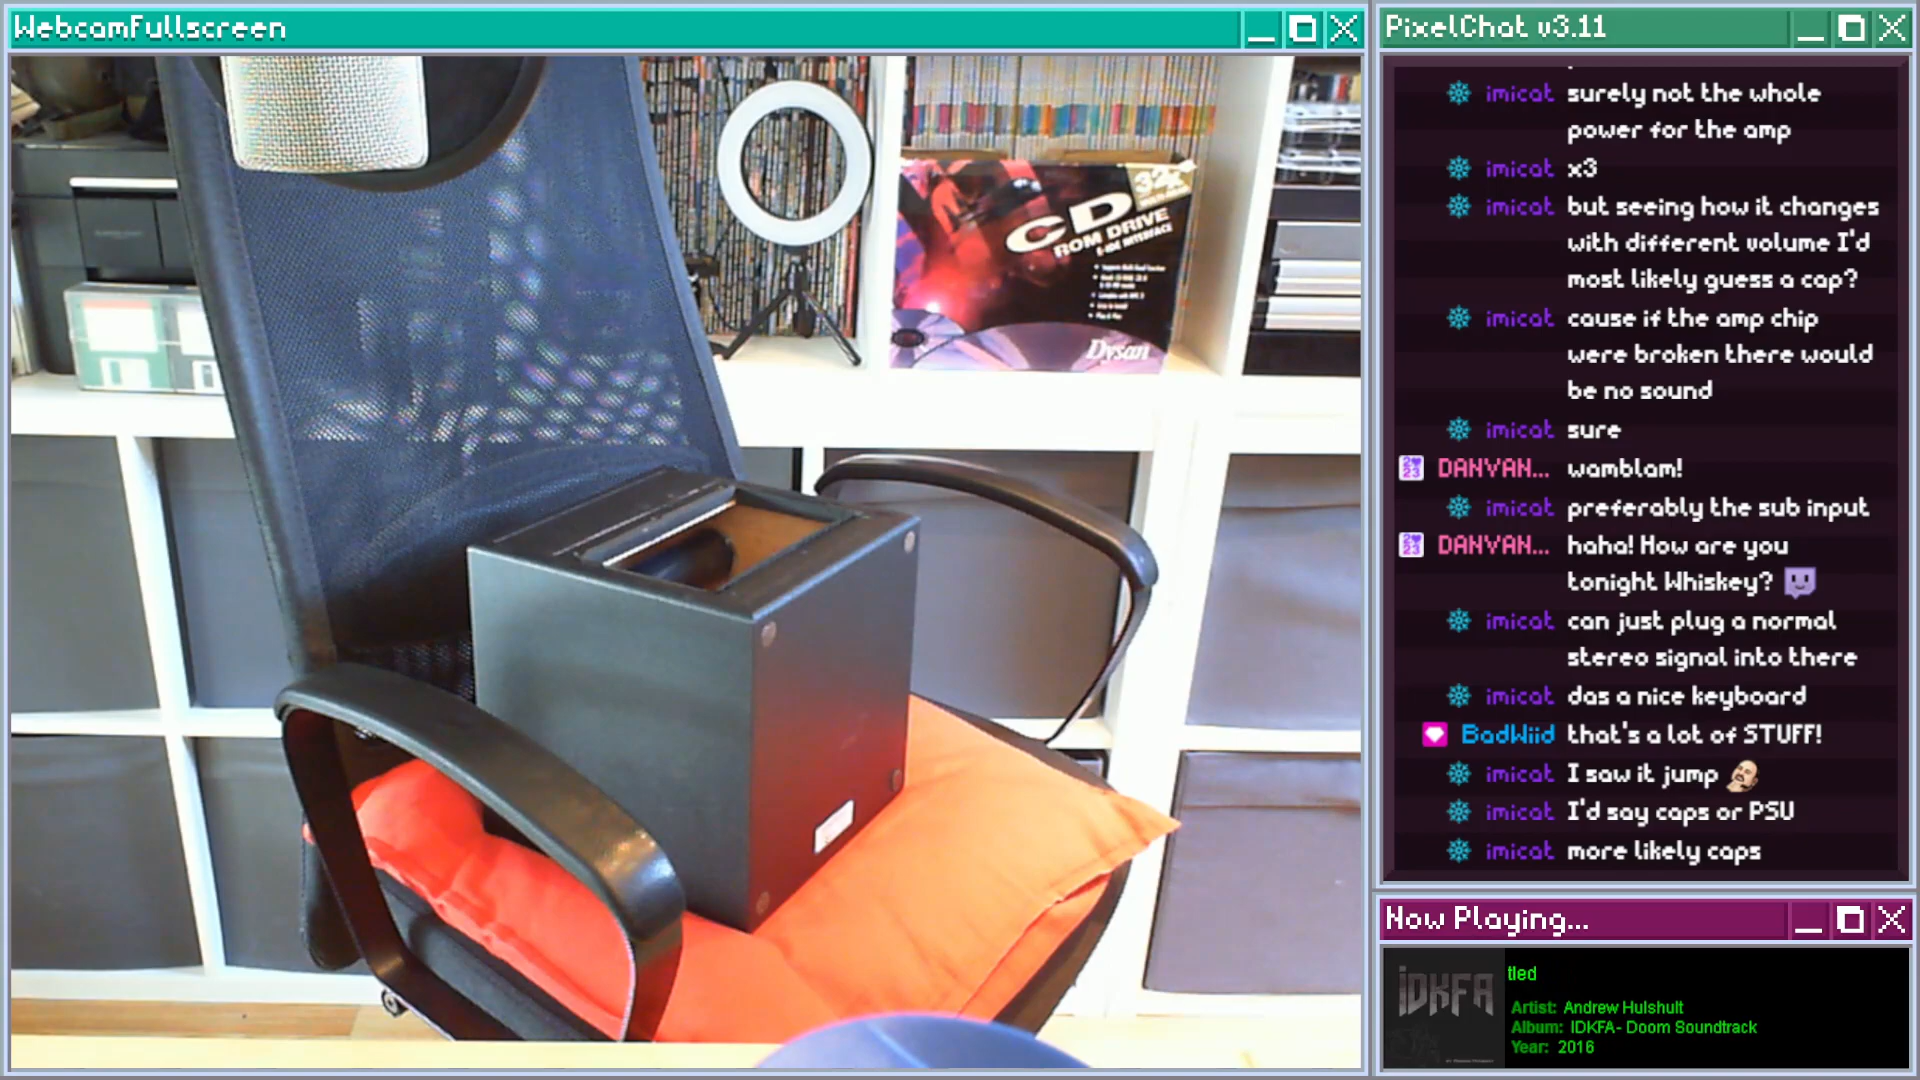 WebcamFullscreen
32x
CD
ROM DRIVE
E-IDE INTERFACE
Dysan
PixelChat v3.11
imicat surely not the whole
power for the amp
imicat x3
imicat but seeing how it changes
with different volume I'd
most likely guess a cap?
imicat cause if the amp chip
were broken there would
be no sound
imicat sure
DANVAN... wamblam!
imicat preferably the sub input
DANVAN... haha! How are you
tonight Whiskey?
imicat can just plug a normal
stereo signal into there
imicat das a nice keyboard
BadWiid that's a lot of STUFF!
imicat I saw it jump
imicat I'd say caps or PSU
imicat more likely caps
Now Playing...
IDKFA
tled
Artist: Andrew Hulshult
Album: IDKFA- Doom Soundtrack
Year: 2016